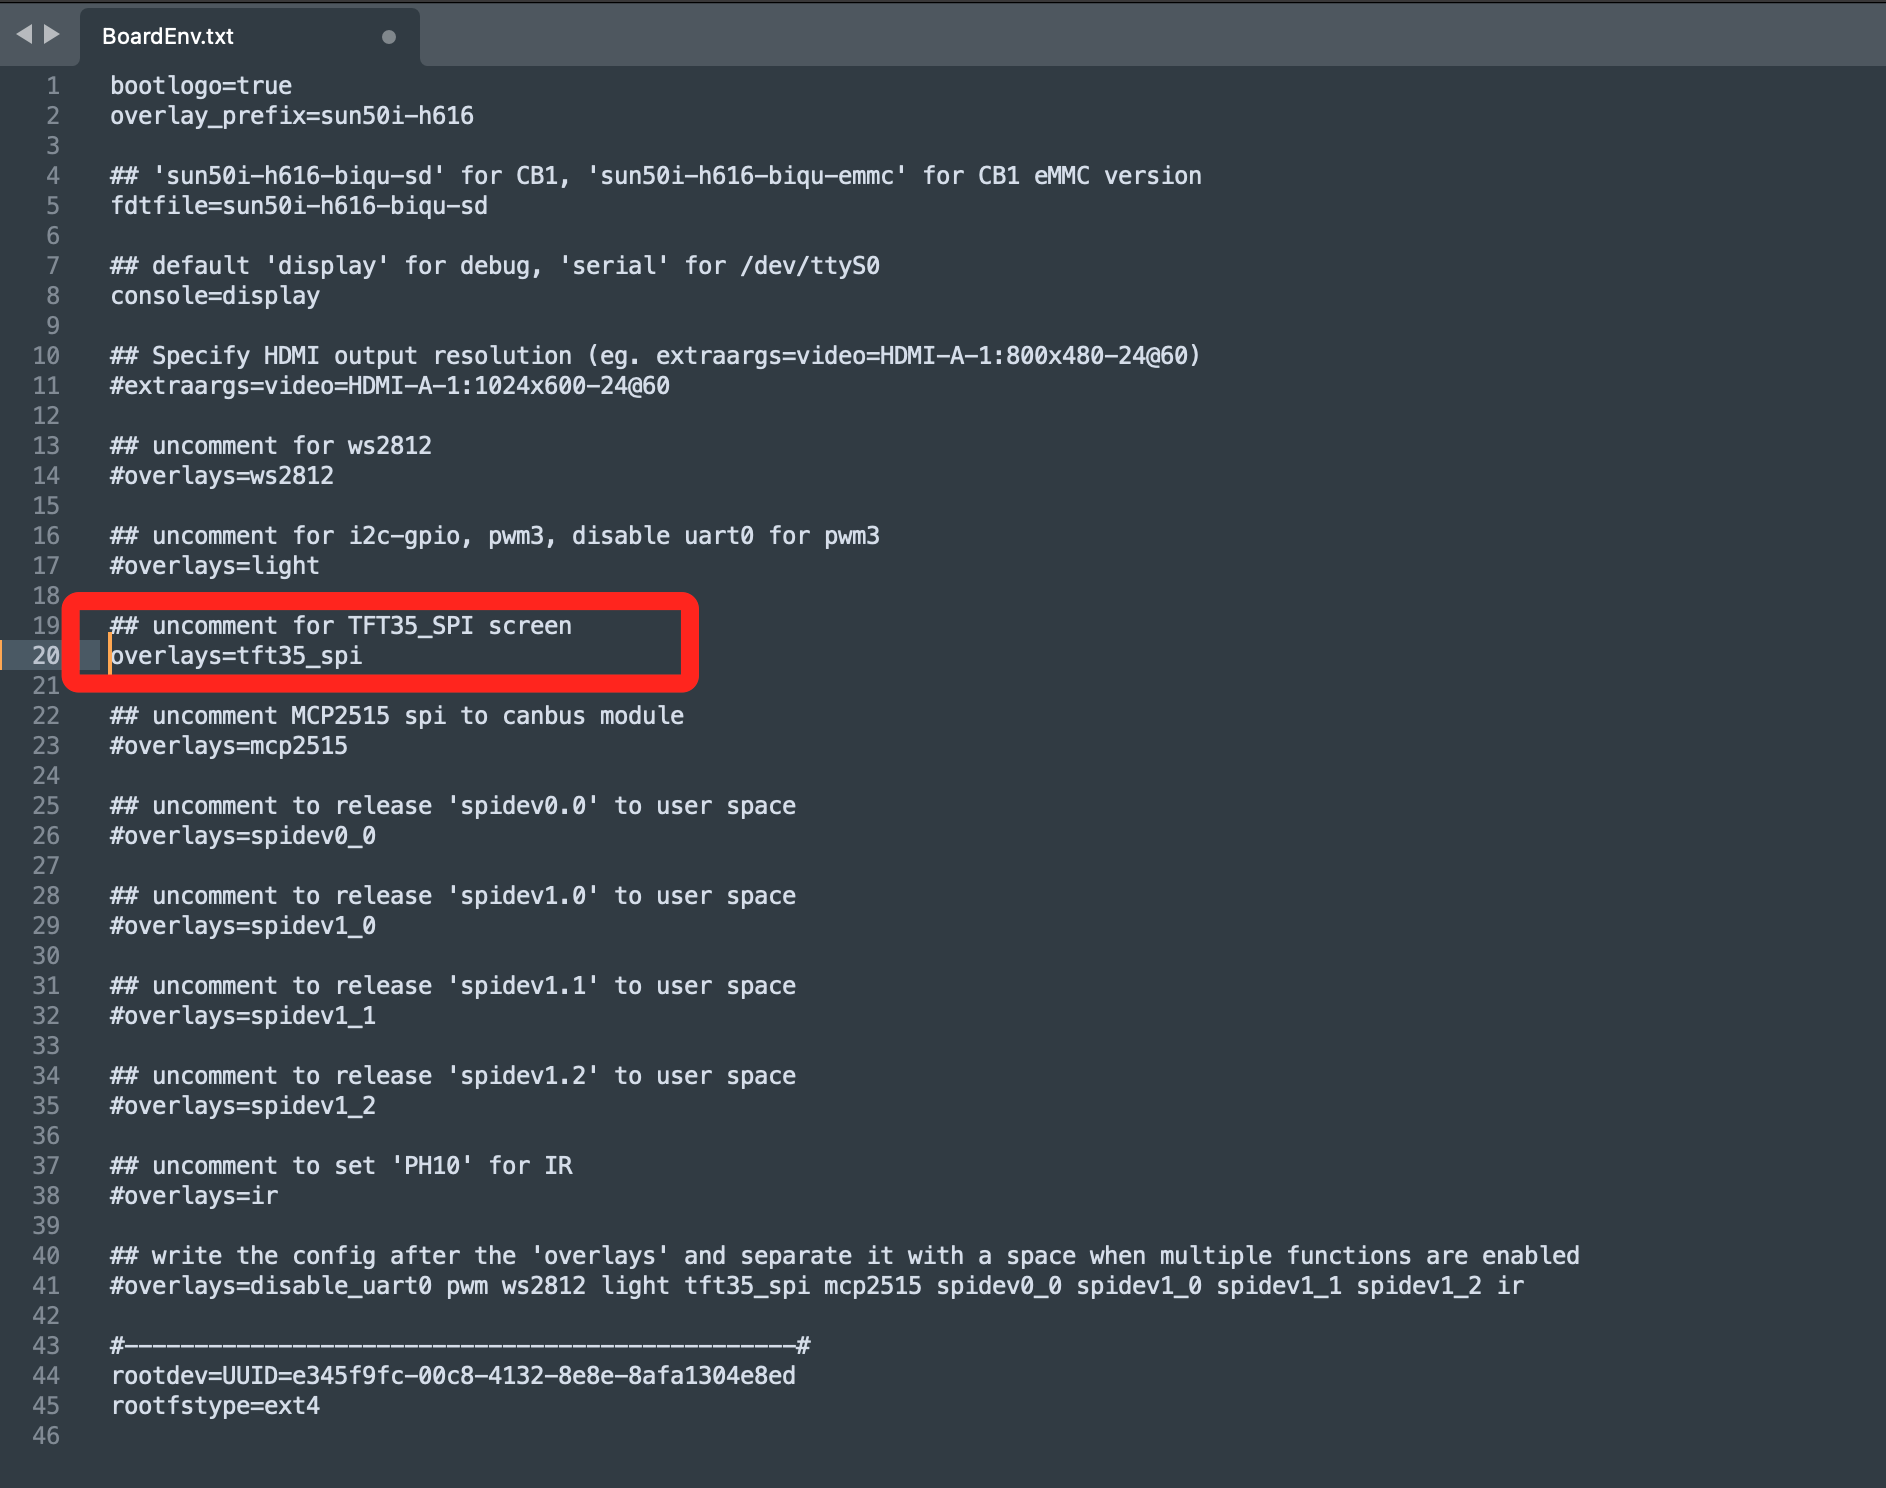 BoardEnv.txt
1 bootlogo=true
2 overlay_prefix=sun50i-h616
3
4 ## 'sun50i-h616-biqu-sd' for CB1, 'sun50i-h616-biqu-emmc' for CB1 eMMC version
5 fdtfile=sun50i-h616-biqu-sd
6
7 ## default 'display' for debug, 'serial' for /dev/ttyS0
8 console=display
9
10 ## Specify HDMI output resolution (eg. extraargs=video=HDMI-A-1:800x480-24@60)
11 #extraargs=video=HDMI-A-1:1024x600-24@60
12
13 ## uncomment for ws2812
14 #overlays=ws2812
15
16 ## uncomment for i2c-gpio, pwm3, disable uart0 for pwm3
17 #overlays=light
18
19 ## uncomment for TFT35_SPI screen
20 overlays=tft35_spi
21
22 ## uncomment MCP2515 spi to canbus module
23 #overlays=mcp2515
24
25 ## uncomment to release 'spidev0.0' to user space
26 #overlays=spidev0_0
27
28 ## uncomment to release 'spidev1.0' to user space
29 #overlays=spidev1_0
30
31 ## uncomment to release 'spidev1.1' to user space
32 #overlays=spidev1_1
33
34 ## uncomment to release 'spidev1.2' to user space
35 #overlays=spidev1_2
36
37 ## uncomment to set 'PH10' for IR
38 #overlays=ir
39
40 ## write the config after the 'overlays' and separate it with a space when multiple functions are enabled
41 #overlays=disable_uart0 pwm ws2812 light tft35_spi mcp2515 spidev0_0 spidev1_0 spidev1_1 spidev1_2 ir
42
43 #------------------------------------------------#
44 rootdev=UUID=e345f9fc-00c8-4132-8e8e-8afa1304e8ed
45 rootfstype=ext4
46